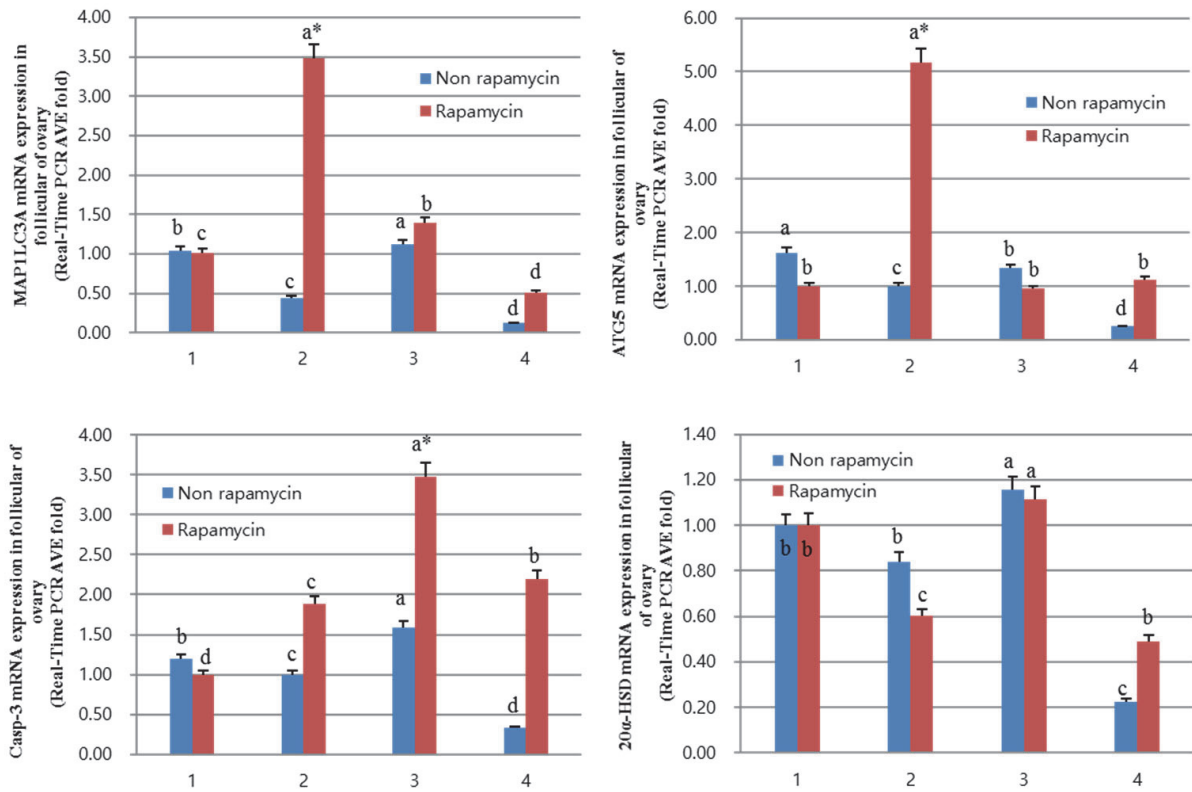 MAP1LC3A mRNA expression in
follicular of ovary
(Real-Time PCR AVE fold)
4.00
3.50
3.00
2.50
2.00
1.50
1.00
0.50
0.00
a*
Non rapamycin
Rapamycin
b
c
c
a
b
d
d
1
2
3
4
ATG5 mRNA expression in follicular of
ovary
(Real-Time PCR AVE fold)
6.00
5.00
4.00
3.00
2.00
1.00
0.00
a*
Non rapamycin
Rapamycin
a
b
c
b
b
d
b
1
2
3
4
Casp-3 mRNA expression in follicular of
ovary
(Real-Time PCR AVE fold)
4.00
3.50
3.00
2.50
2.00
1.50
1.00
0.50
0.00
a*
Non rapamycin
Rapamycin
b
d
c
c
a
d
b
1
2
3
4
20α-HSD mRNA expression in follicular
of ovary
(Real-Time PCR AVE fold)
1.40
1.20
1.00
0.80
0.60
0.40
0.20
0.00
Non rapamycin
Rapamycin
b
b
b
c
a
a
c
b
1
2
3
4